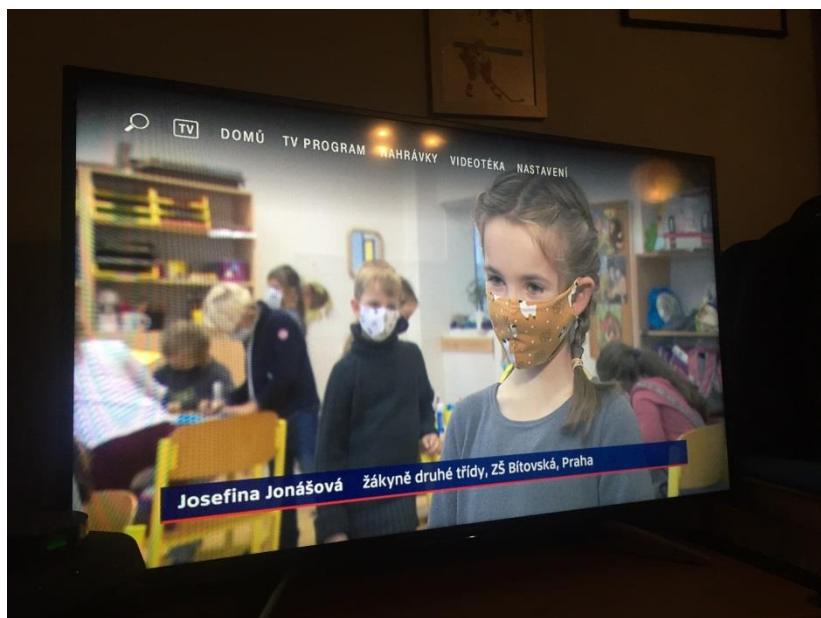 TV DOMŮ TV PROGRAM NAHRÁVKY VIDEOTÉKA NASTAVENÍ
Josefina Jonášová žákyně druhé třídy, ZŠ Bítovská, Praha